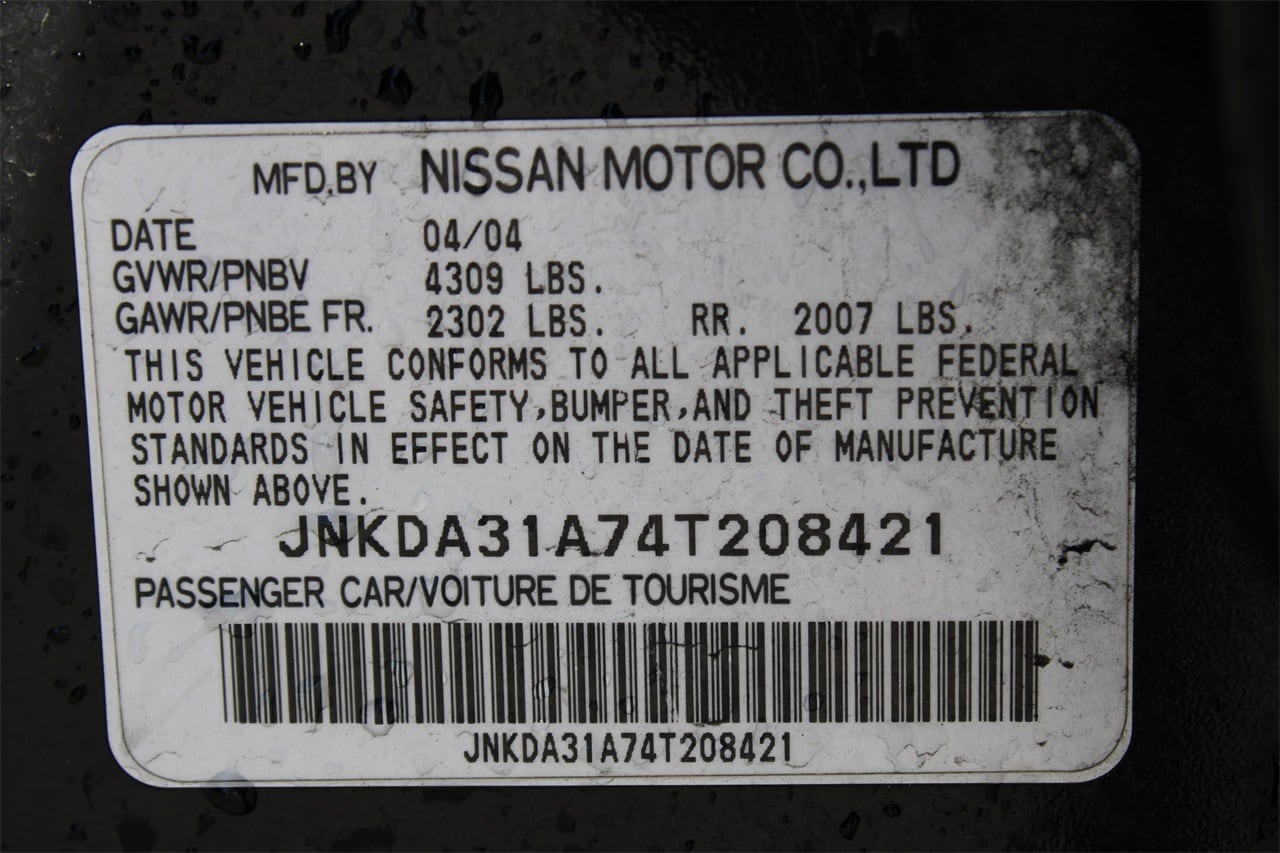 MFD.BY NISSAN MOTOR CO.,LTD
DATE 04/04
GVWR/PNBV 4309 LBS.
GAWR/PNBE FR. 2302 LBS. RR. 2007 LBS.
THIS VEHICLE CONFORMS TO ALL APPLICABLE FEDERAL
MOTOR VEHICLE SAFETY,BUMPER,AND THEFT PREVENTION
STANDARDS IN EFFECT ON THE DATE OF MANUFACTURE
SHOWN ABOVE.
JNKDA31A74T208421
PASSENGER CAR/VOITURE DE TOURISME
JNKDA31A74T208421